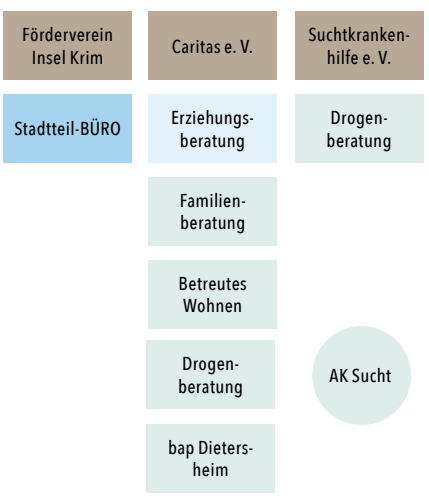 Förderverein
Insel Krim
Caritas e. V.
Suchtkranken-
hilfe e. V.
Stadtteil-BÜRO
Erziehungs-
beratung
Drogen-
beratung
Familien-
beratung
Betreutes
Wohnen
Drogen-
beratung
AK Sucht
bap Dieters-
heim